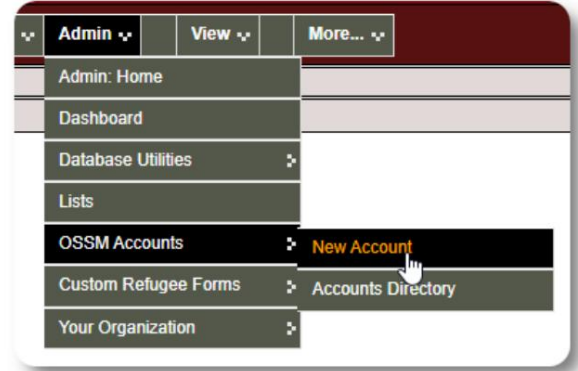 Admin View More...
Admin: Home
Dashboard
Database Utilities
Lists
OSSM Accounts New Account
Custom Refugee Forms Accounts Directory
Your Organization